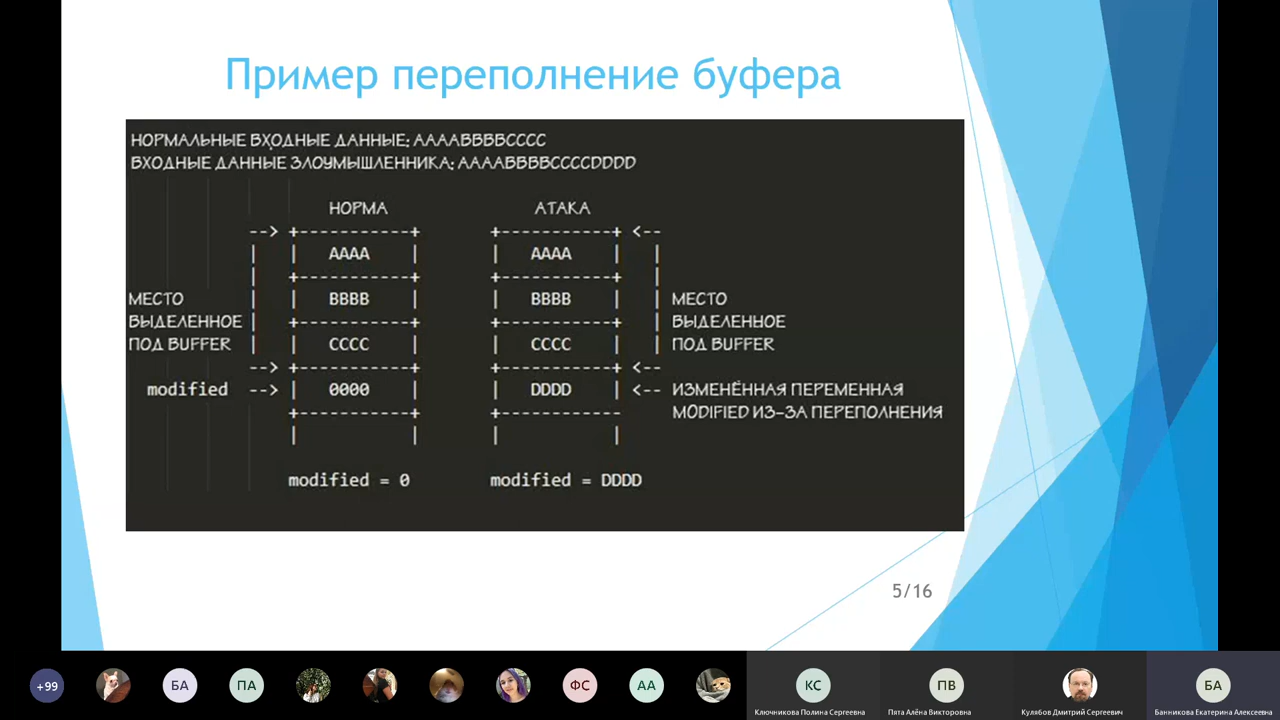 Пример переполнение буфера
НОРМАЛЬНЫЕ ВХОДНЫЕ ДАННЫЕ: AAAABBBBCCCC
ВХОДНЫЕ ДАННЫЕ ЗЛОУМЫШЛЕННИКА: AAAABBBBCCCCDDDD
НОРМА АТАКА
--> +-----------+ +-----------+ <--
| | AAAA | | AAAA | |
| +-----------+ +-----------+ |
МЕСТО | | BBBB | | BBBB | | МЕСТО
ВЫДЕЛЕННОЕ | +-----------+ +-----------+ | ВЫДЕЛЕННОЕ
ПОД BUFFER | | CCCC | | CCCC | | ПОД BUFFER
--> +-----------+ +-----------+ <--
modified --> | 0000 | | DDDD | <-- ИЗМЕНЁННАЯ ПЕРЕМЕННАЯ
+-----------+ +----------- MODIFIED ИЗ-ЗА ПЕРЕПОЛНЕНИЯ
| | | |
modified = 0 modified = DDDD
5/16
+99 БА ПА ФС АА КС ПВ БА
Ключникова Полина Сергеевна Пята Алёна Викторовна Кулябов Дмитрий Сергеевич Банникова Екатерина Алексеевна